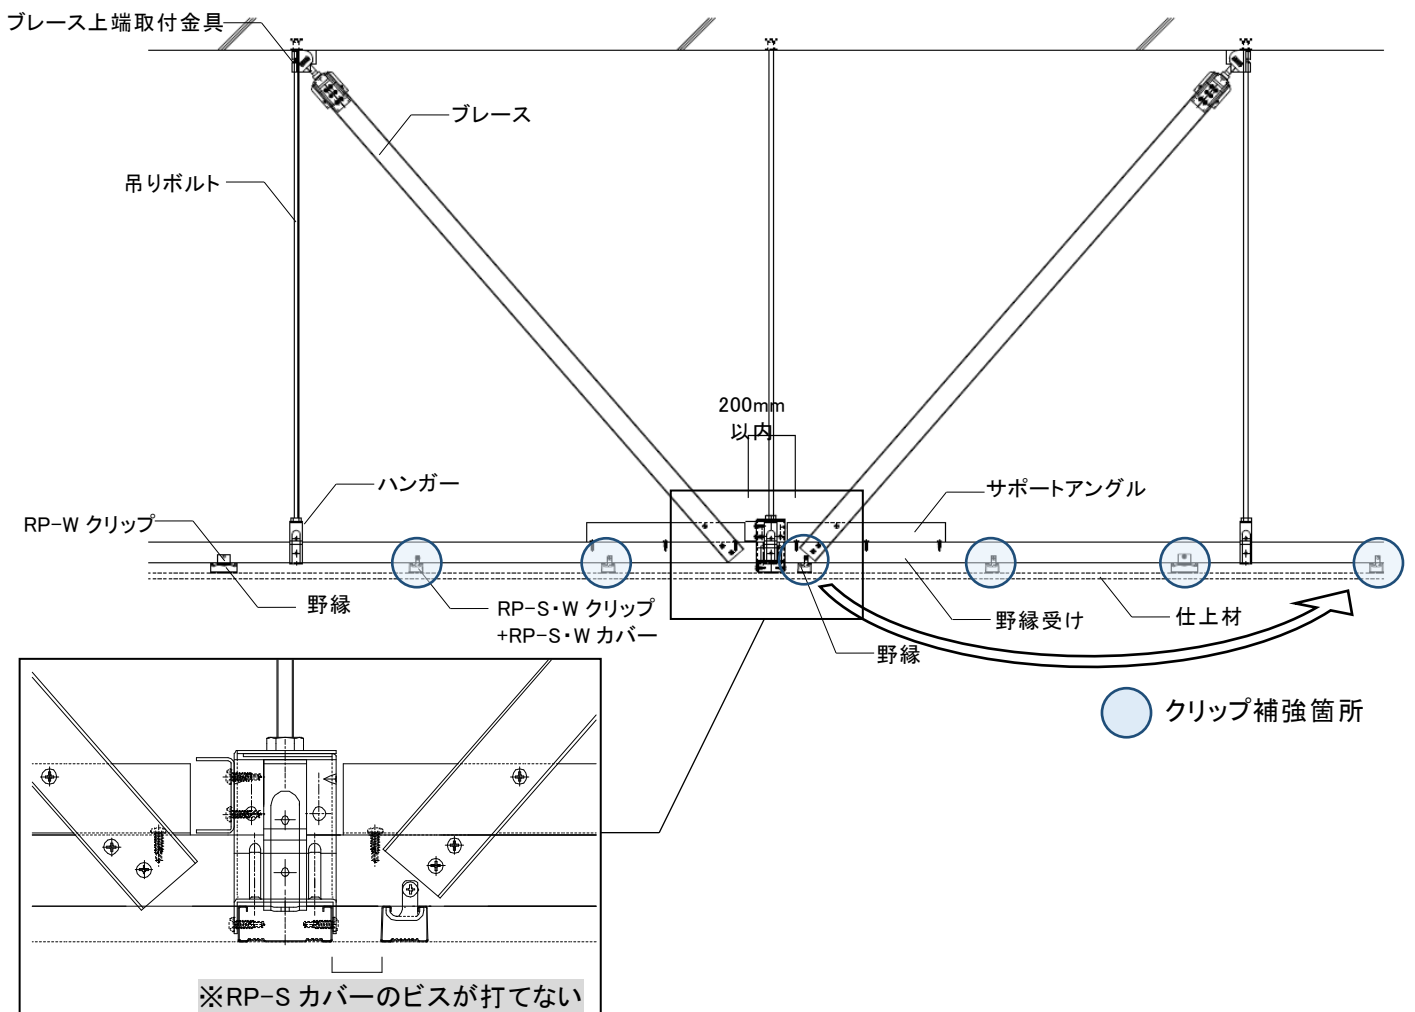 ブレース上端取付金具
ブレース
吊りボルト
200mm
以内
ハンガー
サポートアングル
RP-W クリップ
野縁
RP-S・W クリップ
+RP-S・W カバー
野縁
野縁受け
仕上材
クリップ補強箇所
※RP-S カバーのビスが打てない